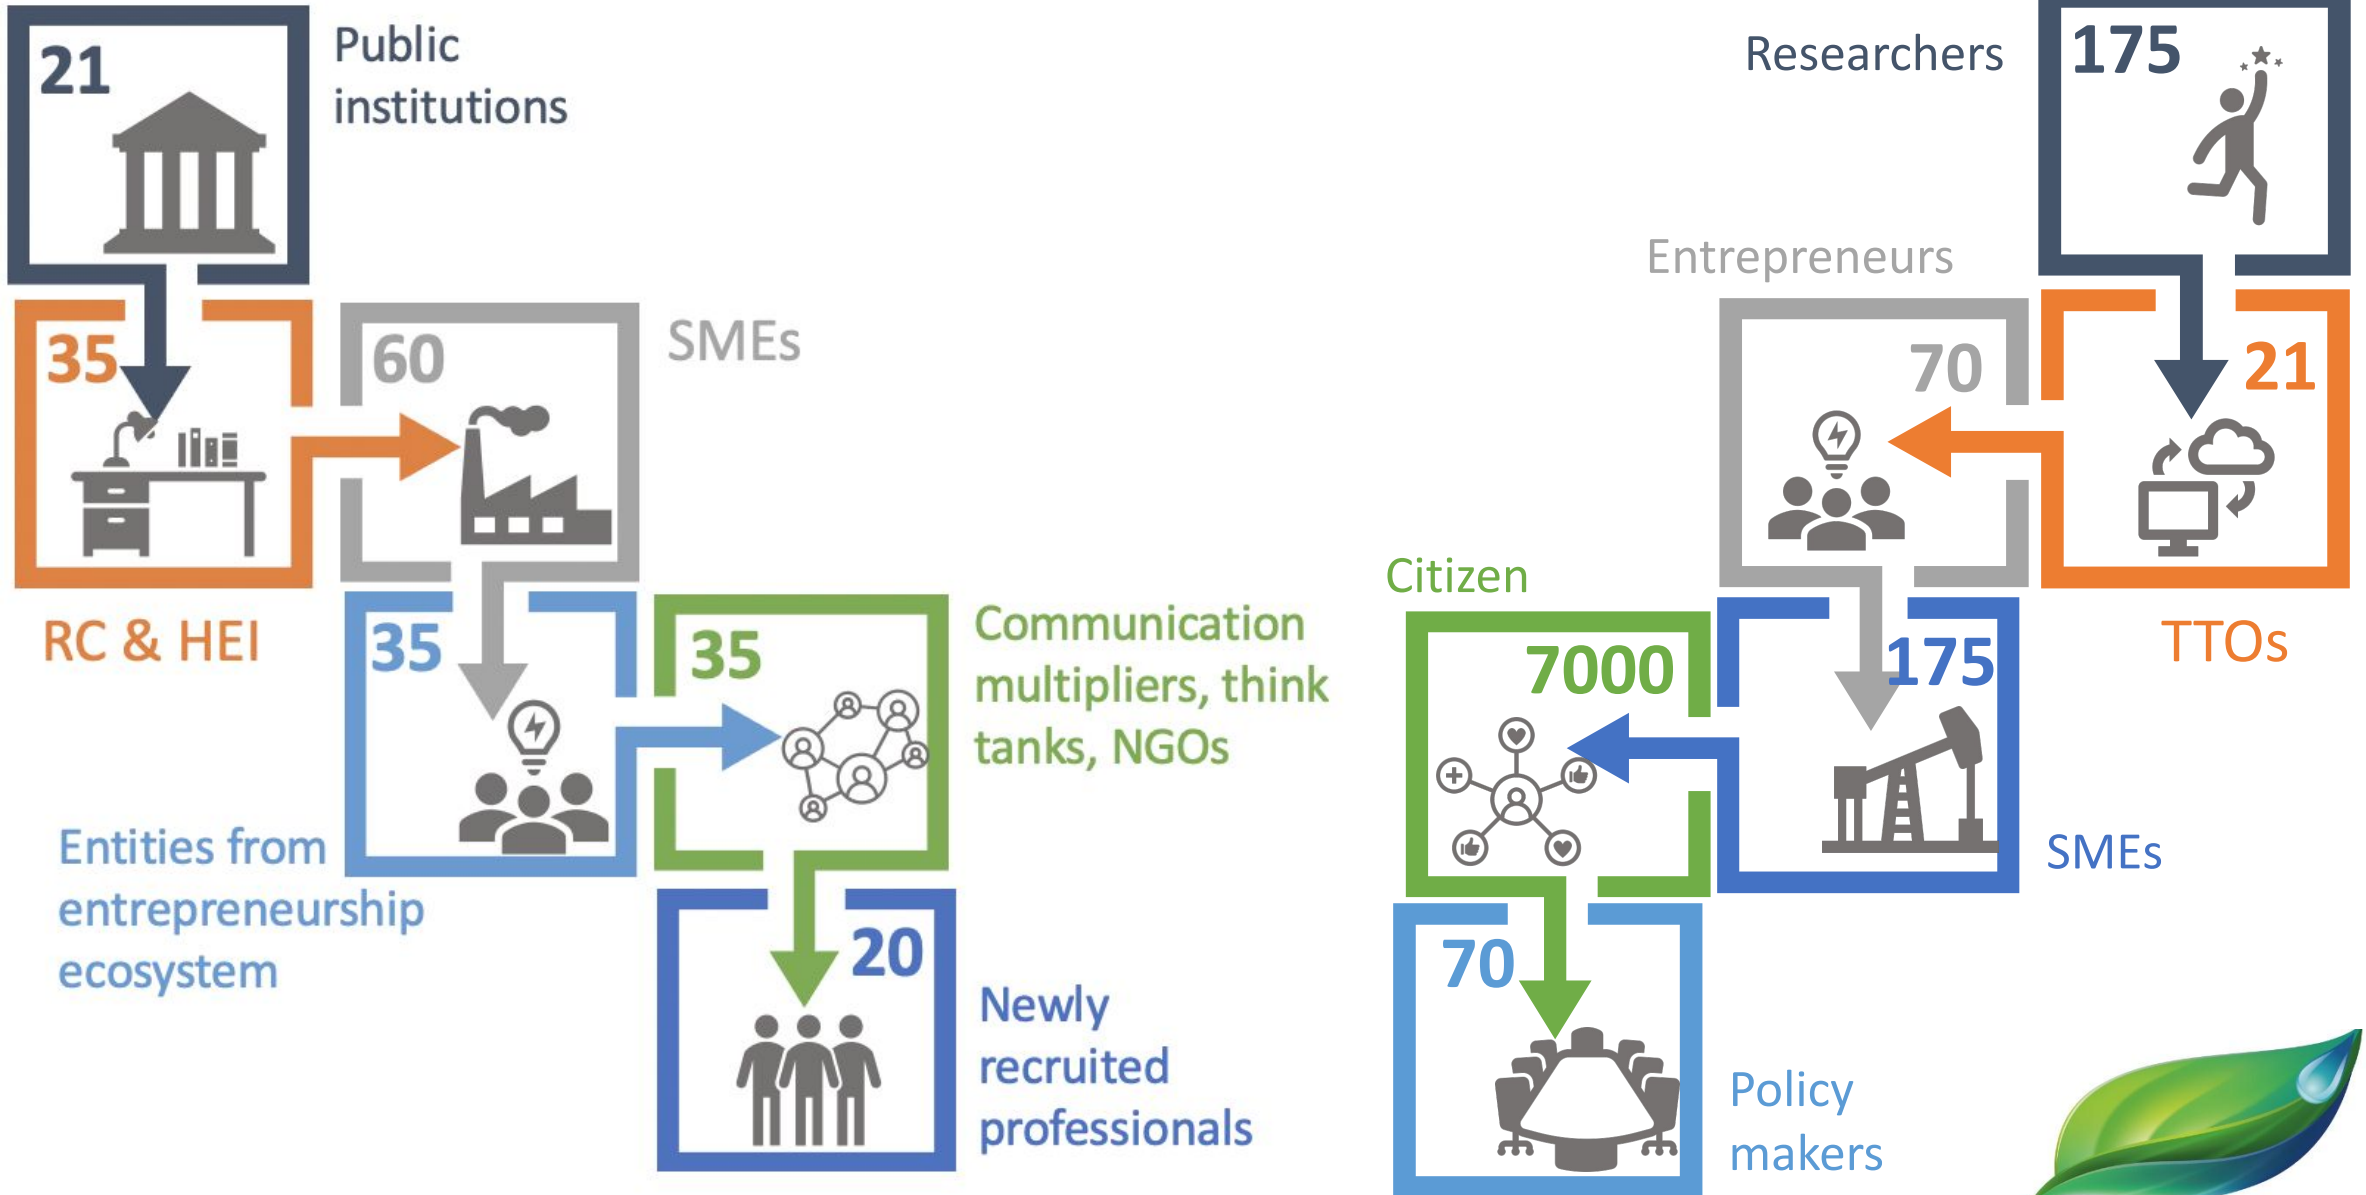 21
Public
institutions
35
RC & HEI
60
SMEs
35
Entities from
entrepreneurship
ecosystem
35
Communication
multipliers, think
tanks, NGOs
20
Newly
recruited
professionals
Researchers
175
21
TTOs
Entrepreneurs
70
175
SMEs
Citizen
7000
70
Policy
makers